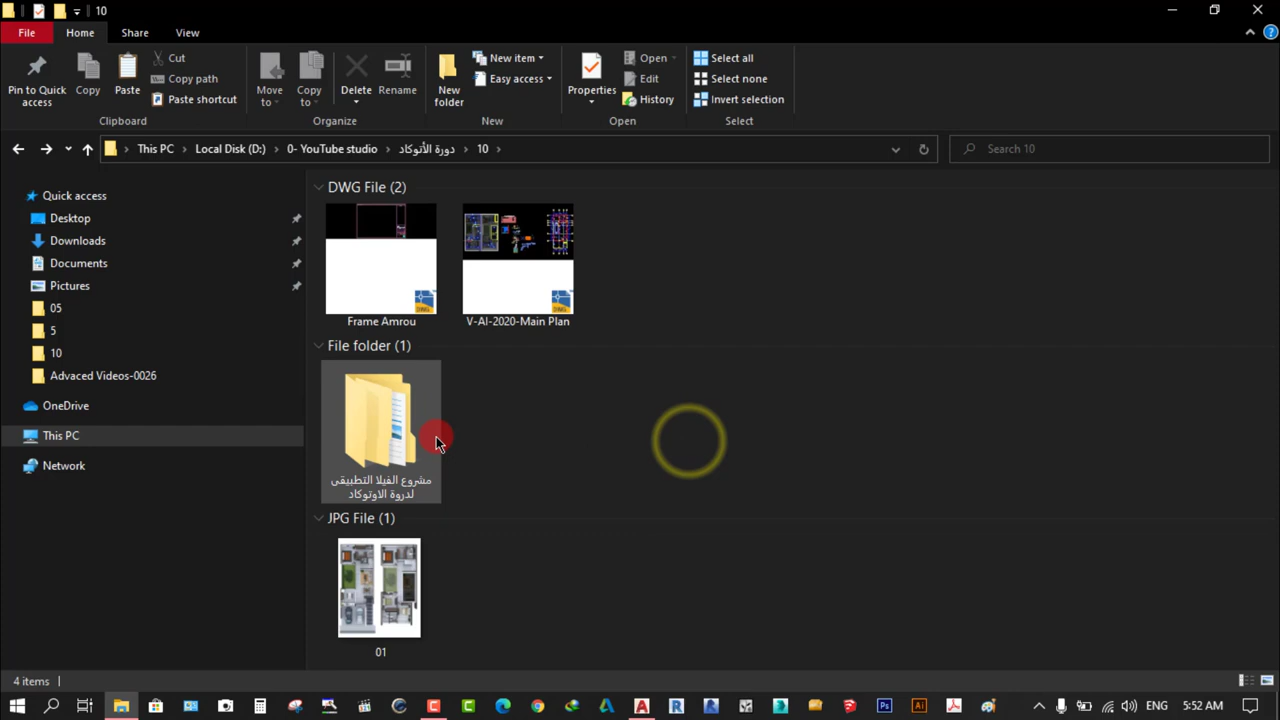 10
File
Home
Share
View
Pin to Quick access
Copy
Paste
Cut
Copy path
Paste shortcut
Clipboard
Move to
Copy to
Delete
Rename
Organize
New folder
New item
Easy access
New
Properties
Open
Edit
History
Open
Select all
Select none
Invert selection
Select
This PC
Local Disk (D:)
0- YouTube studio
دورة الأتوكاد
10
Search 10
Quick access
Desktop
Downloads
Documents
Pictures
05
5
10
Advaced Videos-0026
OneDrive
This PC
Network
DWG File (2)
Frame Amrou
V-AI-2020-Main Plan
File folder (1)
مشروع الفيلا التطبيقى
لدروة الاوتوكاد
JPG File (1)
01
4 items
ENG
5:52 AM